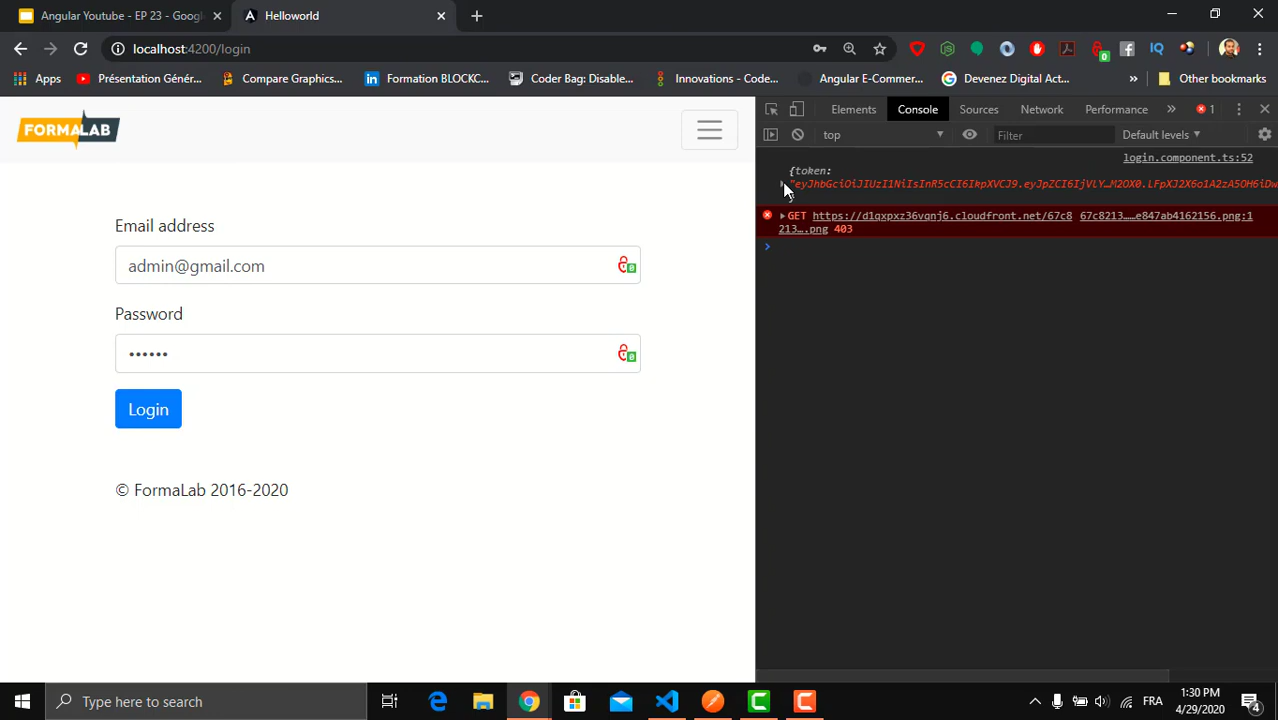 Angular Youtube - EP 23 - Goog
Helloworld
localhost:4200/login
Apps
Présentation Génér...
Compare Graphics...
Formation BLOCKC...
Coder Bag: Disable...
Innovations - Code...
Angular E-Commer...
Devenez Digital Act...
»
Other bookmarks
FORMALAB
Email address
admin@gmail.com
Password
••••••
Login
© FormaLab 2016-2020
Elements Console Sources Network Performance » 1
top
Filter
Default levels ▼
login.component.ts:52
{token:
GET https://d1qxpxz36vqnj6.cloudfront.net/67c8 67c8213……e847ab4162156.png:1
213….png 403
Type here to search
FRA
1:30 PM
4/29/2020
4